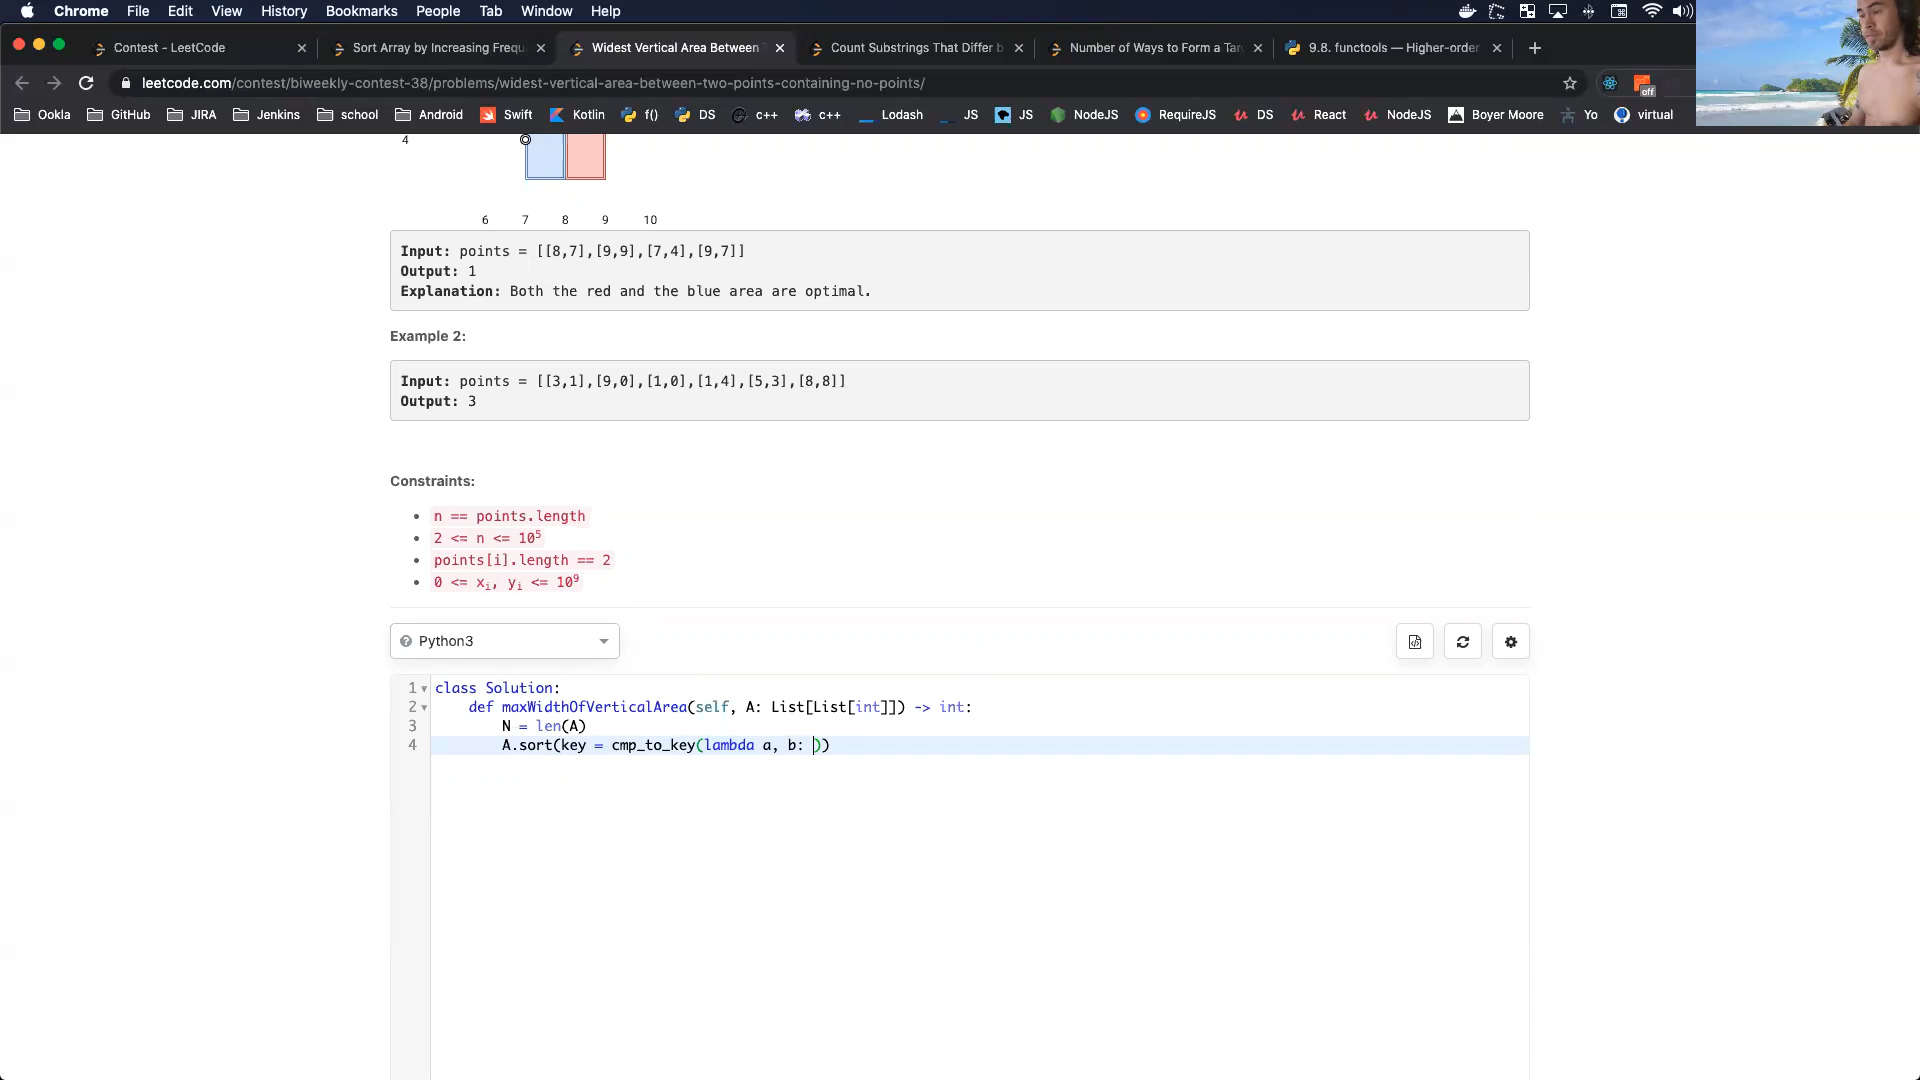 Chrome File Edit View History Bookmarks People Tab Window Help
Contest - LeetCode
Sort Array by Increasing Frequ
Widest Vertical Area Between T
Count Substrings That Differ b
Number of Ways to Form a Tar
9.8. functools — Higher-order
leetcode.com/contest/biweekly-contest-38/problems/widest-vertical-area-between-two-points-containing-no-points/
off
Ookla GitHub JIRA Jenkins school Android Swift Kotlin f() DS c++ c++ Lodash JS JS NodeJS RequireJS DS React NodeJS Boyer Moore Yo virtual
4
6 7 8 9 10
Input: points = [[8,7],[9,9],[7,4],[9,7]]
Output: 1
Explanation: Both the red and the blue area are optimal.
Example 2:
Input: points = [[3,1],[9,0],[1,0],[1,4],[5,3],[8,8]]
Output: 3
Constraints:
n == points.length
2 <= n <= 10⁵
points[i].length == 2
0 <= xᵢ, yᵢ <= 10⁹
Python3
1 class Solution:
2 def maxWidthOfVerticalArea(self, A: List[List[int]]) -> int:
3 N = len(A)
4 A.sort(key = cmp_to_key(lambda a, b: ))